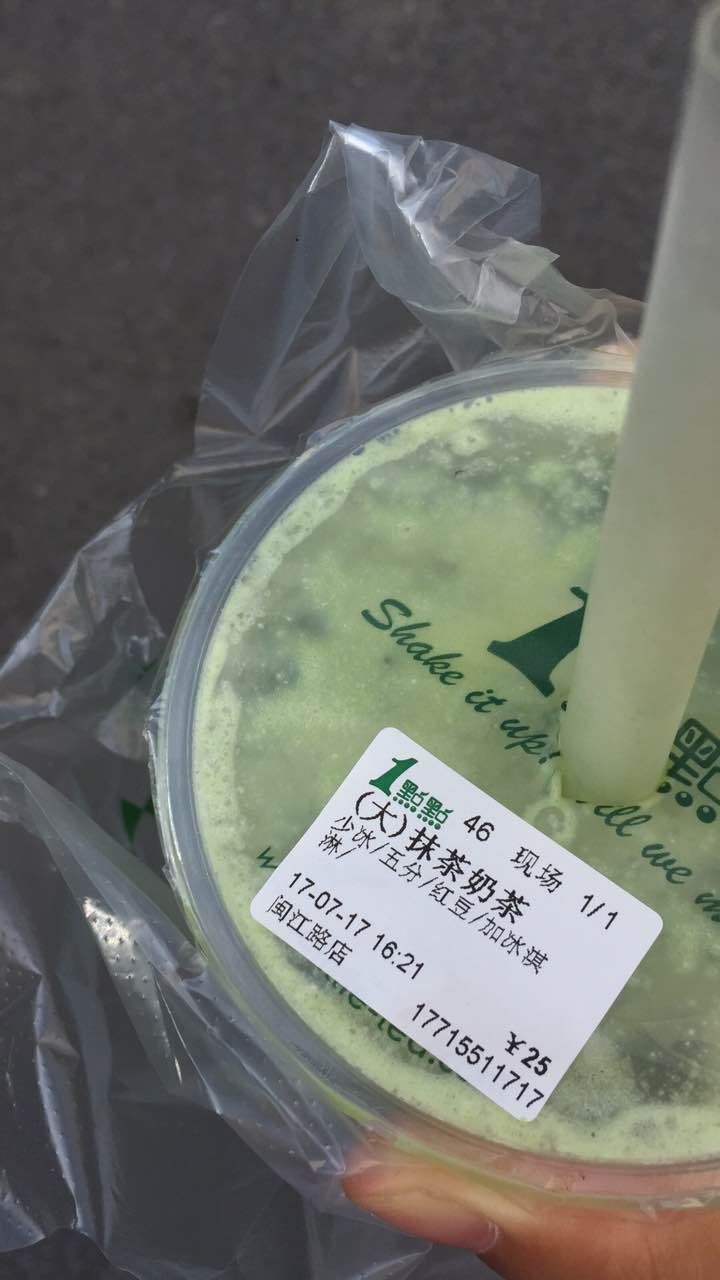 Shake it up!
1點點 46 现场 1/1
(大)抹茶奶茶
少冰/五分/红豆/加冰淇
淋/
17-07-17 16:21
闽江路店
¥25
17715511717